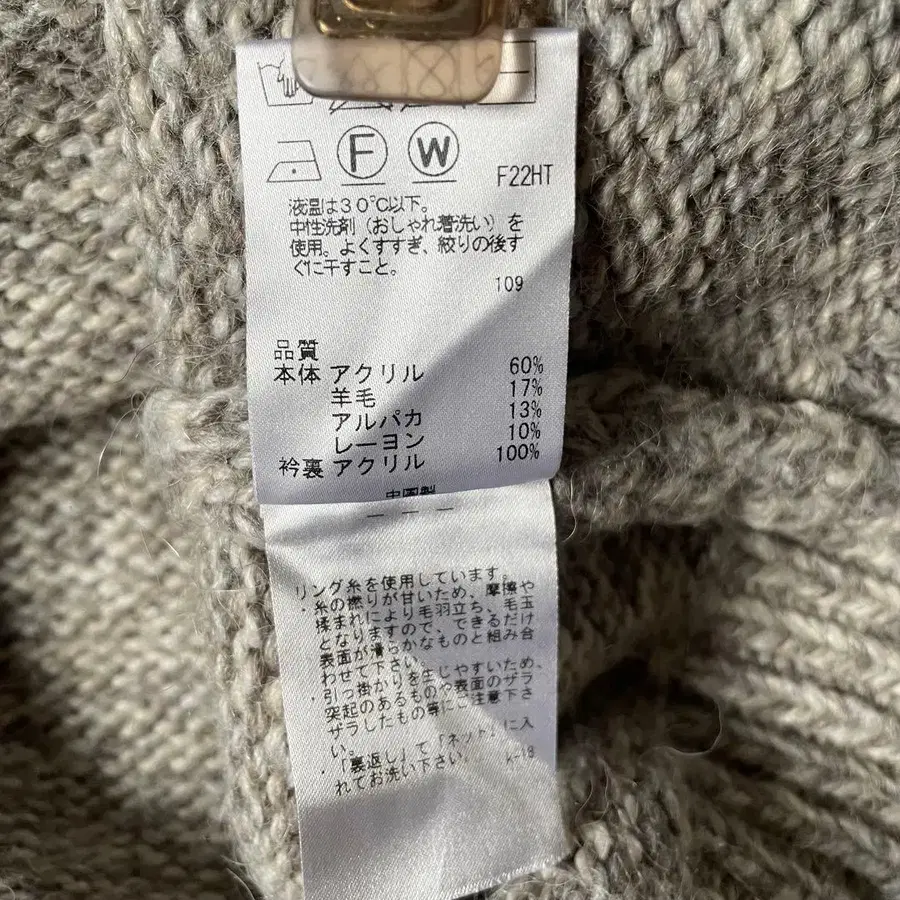 F W
F22HT
液温は30℃以下。
中性洗剤（おしゃれ着洗い）を
使用。よくすすぎ、絞りの後す
ぐに干すこと。
109
品質
本体 アクリル 60%
羊毛 17%
アルパカ 13%
レーヨン 10%
衿裏 アクリル 100%
中国製
リング糸を使用しています。
・糸の撚りが甘いため、摩擦や
揉まれにより毛羽立ち、毛玉
となりますので、できるだけ
表面が滑らかなものと組み合
わせて下さい。
・引っ掛かりを生じやすいため、
突起のあるものや表面のザラ
ザラしたもの等にご注意下さ
い。
・「裏返し」て「ネット」に入
れてお洗い下さい。 K-18